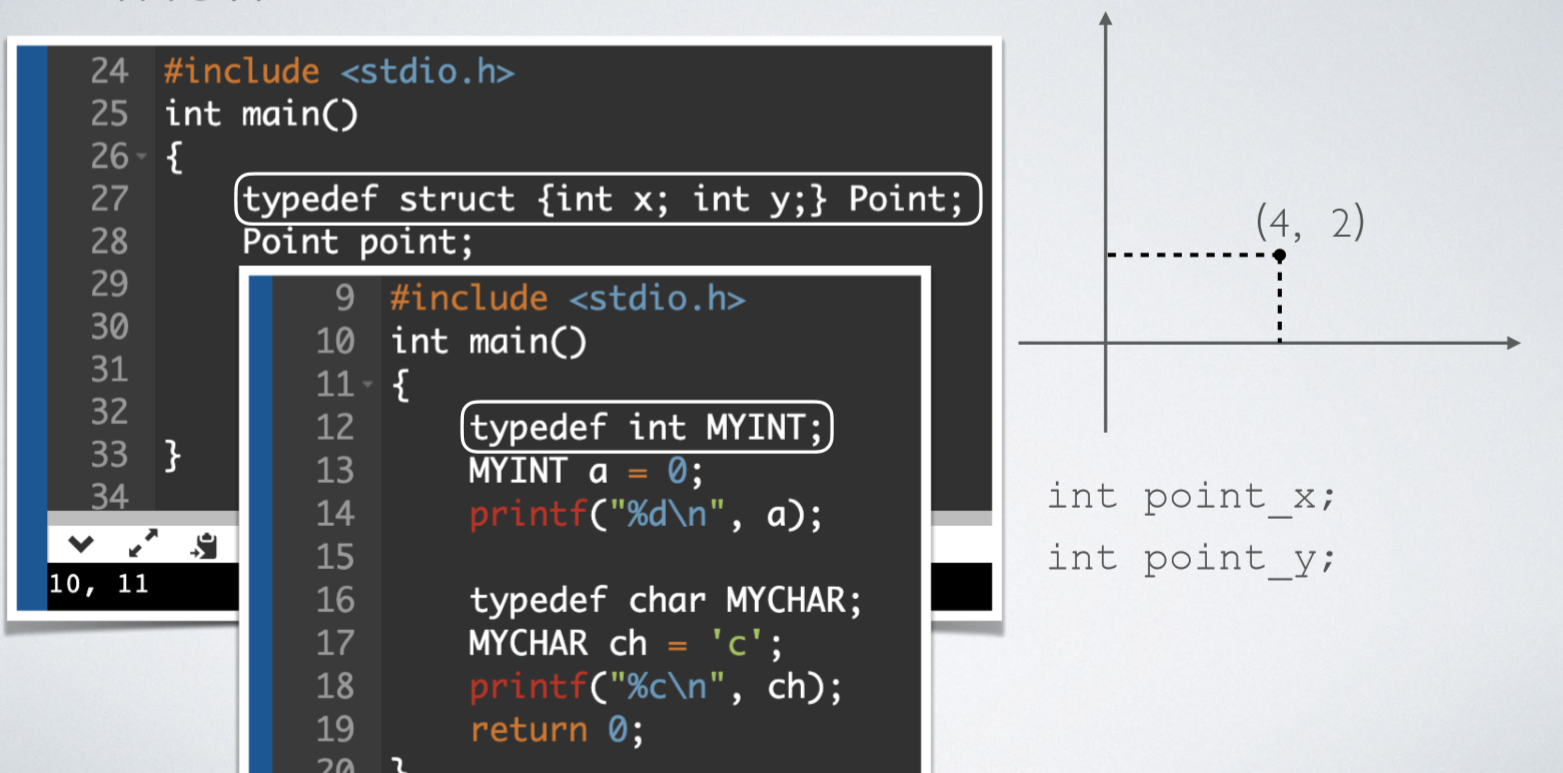 24 #include <stdio.h>
25 int main()
26 {
27 typedef struct {int x; int y;} Point;
28 Point point;
29
30
31
32
33 }
34
10, 11
9 #include <stdio.h>
10 int main()
11 {
12 typedef int MYINT;
13 MYINT a = 0;
14 printf("%d\n", a);
15
16 typedef char MYCHAR;
17 MYCHAR ch = 'c';
18 printf("%c\n", ch);
19 return 0;
20 }
(4, 2)
int point_x;
int point_y;